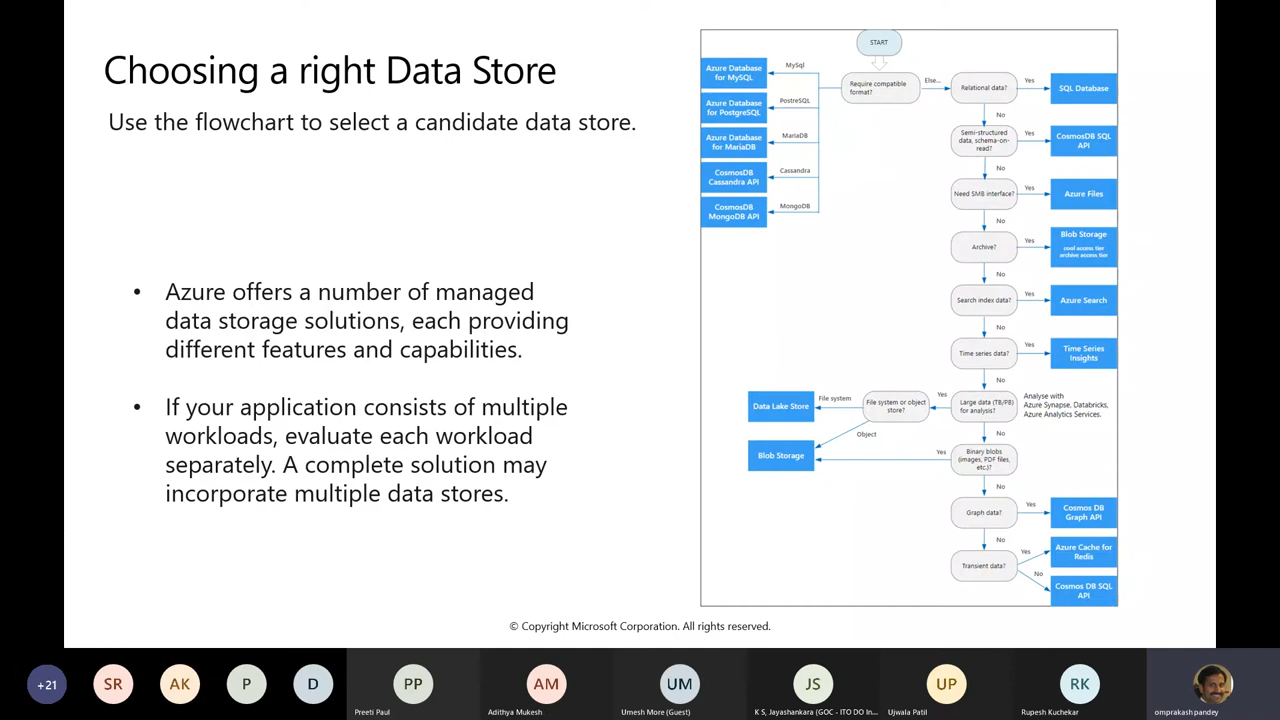 Choosing a right Data Store
Use the flowchart to select a candidate data store.
• Azure offers a number of managed
data storage solutions, each providing
different features and capabilities.
• If your application consists of multiple
workloads, evaluate each workload
separately. A complete solution may
incorporate multiple data stores.
START
Require compatible
format?
MySql
Azure Database
for MySQL
PostreSQL
Azure Database
for PostgreSQL
MariaDB
Azure Database
for MariaDB
Cassandra
CosmosDB
Cassandra API
MongoDB
CosmosDB
MongoDB API
Else...
Relational data?
Yes
SQL Database
No
Semi-structured
data, schema-on-
read?
Yes
CosmosDB SQL
API
No
Need SMB interface?
Yes
Azure Files
No
Archive?
Yes
Blob Storage
cool access tier
archive access tier
No
Search index data?
Yes
Azure Search
No
Time series data?
Yes
Time Series
Insights
No
Large data (TB/PB)
for analysis?
Analyse with
Azure Synapse, Databricks,
Azure Analytics Services.
Yes
File system or object
store?
File system
Data Lake Store
Object
Blob Storage
No
Binary blobs
(images, PDF files,
etc.)?
Yes
No
Graph data?
Yes
Cosmos DB
Graph API
No
Transient data?
Yes
Azure Cache for
Redis
No
Cosmos DB SQL
API
© Copyright Microsoft Corporation. All rights reserved.
+21
SR
AK
P
D
PP
Preeti Paul
AM
Adithya Mukesh
UM
Umesh More (Guest)
JS
K S, Jayashankara (GOC - ITO DO In...
UP
Ujwala Patil
RK
Rupesh Kuchekar
omprakash pandey